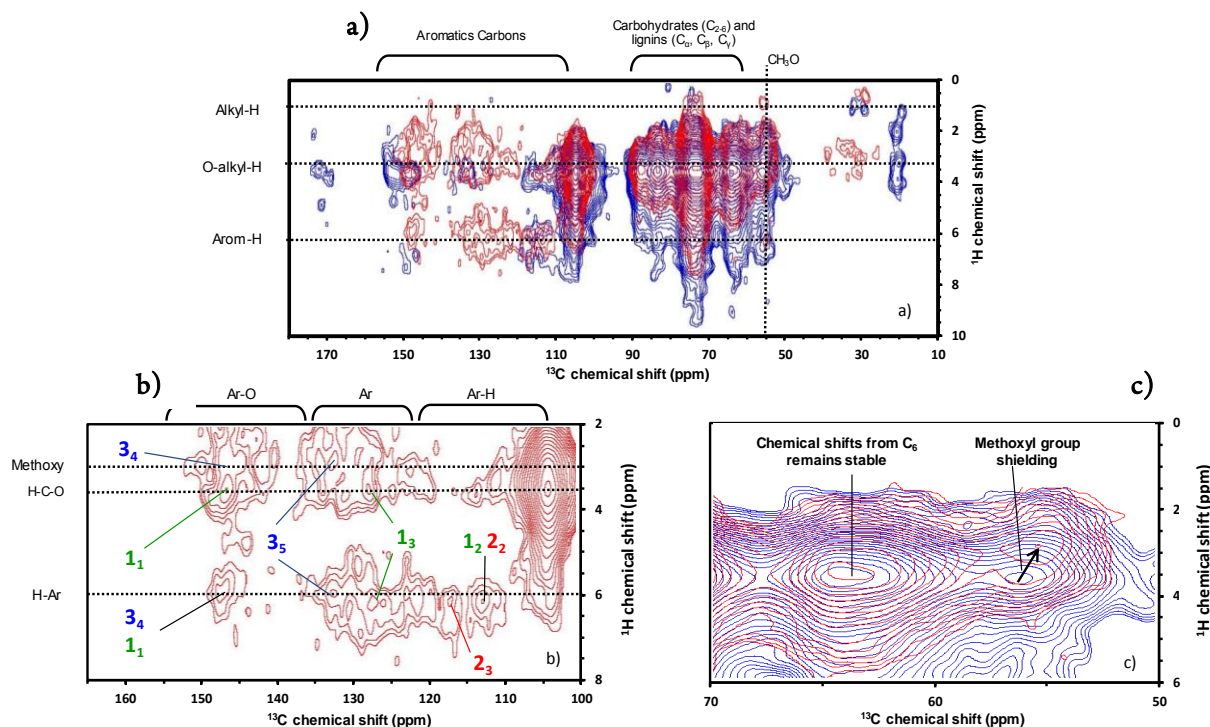 a)
Aromatics Carbons
Carbohydrates (C2-6) and
lignins (Cα, Cβ, Cγ)
CH3O
Alkyl-H
O-alkyl-H
Arom-H
0
2
4
6
8
10
1H chemical shift (ppm)
a)
170 150 130 110 90 70 50 30 10
13C chemical shift (ppm)
b)
Ar-O
Ar
Ar-H
Methoxy
H-C-O
H-Ar
34
11
35
13
12 22
34
11
23
2
4
6
8
1H chemical shift (ppm)
b)
160 150 140 130 120 110 100
13C chemical shift (ppm)
c)
Chemical shifts from C6
remains stable
Methoxyl group
shielding
0
2
4
6
1H chemical shift (ppm)
c)
70 60 50
13C chemical shift (ppm)